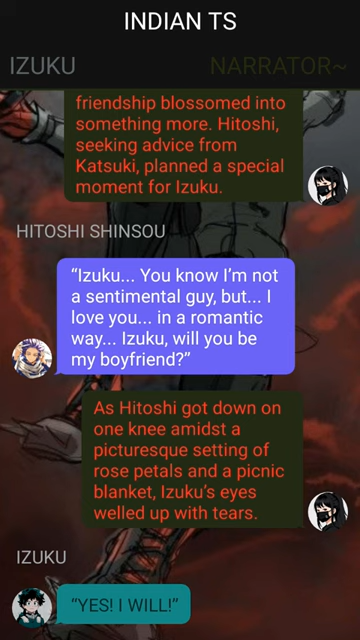 INDIAN TS
IZUKU
NARRATOR~
friendship blossomed into
something more. Hitoshi,
seeking advice from
Katsuki, planned a special
moment for Izuku.
HITOSHI SHINSOU
“Izuku... You know I’m not
a sentimental guy, but... I
love you... in a romantic
way... Izuku, will you be
my boyfriend?”
As Hitoshi got down on
one knee amidst a
picturesque setting of
rose petals and a picnic
blanket, Izuku’s eyes
welled up with tears.
IZUKU
“YES! I WILL!”